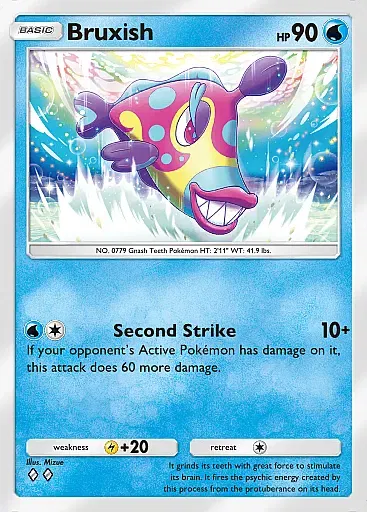 BASIC Bruxish HP 90
NO. 0779 Gnash Teeth Pokémon HT: 2'11" WT: 41.9 lbs.
Second Strike 10+
If your opponent's Active Pokémon has damage on it,
this attack does 60 more damage.
weakness +20 retreat
Illus. Mizue
It grinds its teeth with great force to stimulate
its brain. It fires the psychic energy created by
this process from the protuberance on its head.